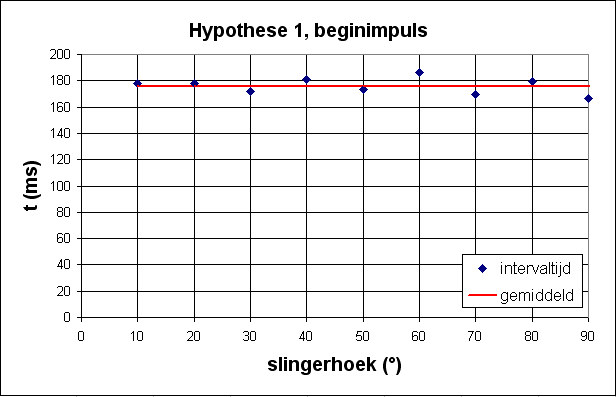 Hypothese 1, beginimpuls
200
180
160
140
120
100
80
60
40
20
0
t (ms)
intervaltijd
gemiddeld
0 10 20 30 40 50 60 70 80 90
slingerhoek (°)